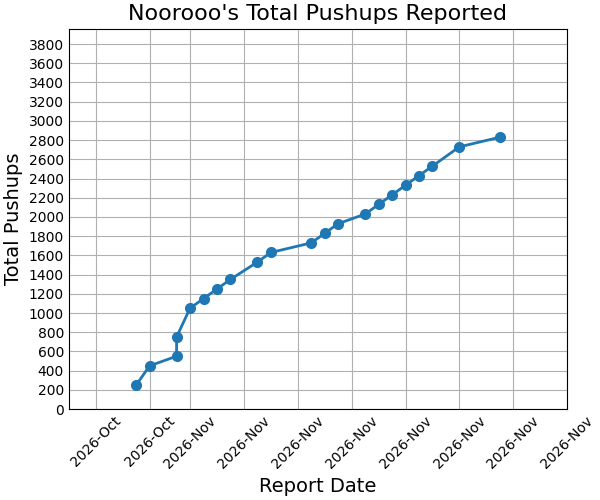 Noorooo's Total Pushups Reported
3800
3600
3400
3200
3000
2800
2600
2400
2200
2000
1800
1600
1400
1200
1000
800
600
400
200
0
Total Pushups
2026-Oct
2026-Oct
2026-Nov
2026-Nov
2026-Nov
2026-Nov
2026-Nov
2026-Nov
2026-Nov
2026-Nov
Report Date